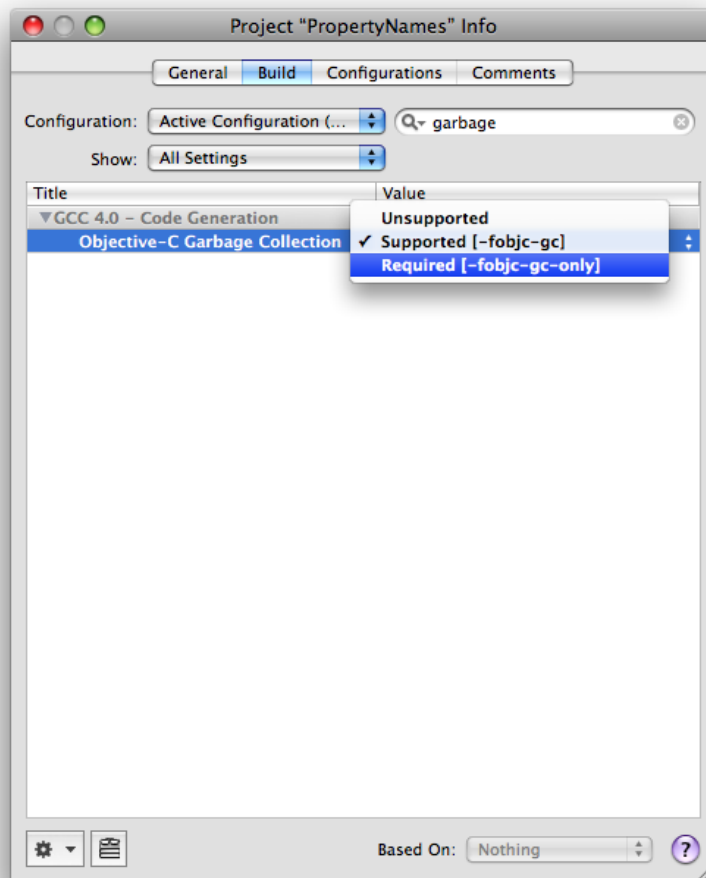 Project “PropertyNames” Info
General Build Configurations Comments
Configuration: Active Configuration (... garbage
Show: All Settings
Title Value
GCC 4.0 – Code Generation
Unsupported
Objective-C Garbage Collection ✓ Supported [-fobjc-gc]
Required [-fobjc-gc-only]
Based On: Nothing ?